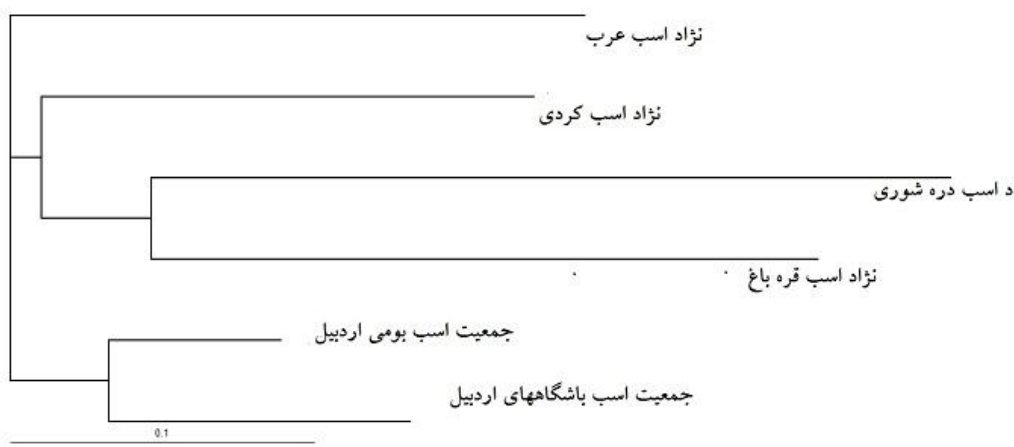 نژاد اسب عرب
نژاد اسب کردی
د اسب دره شوری
نژاد اسب قره باغ
جمعیت اسب بومی اردبیل
جمعیت اسب باشگاههای اردبیل
0.1